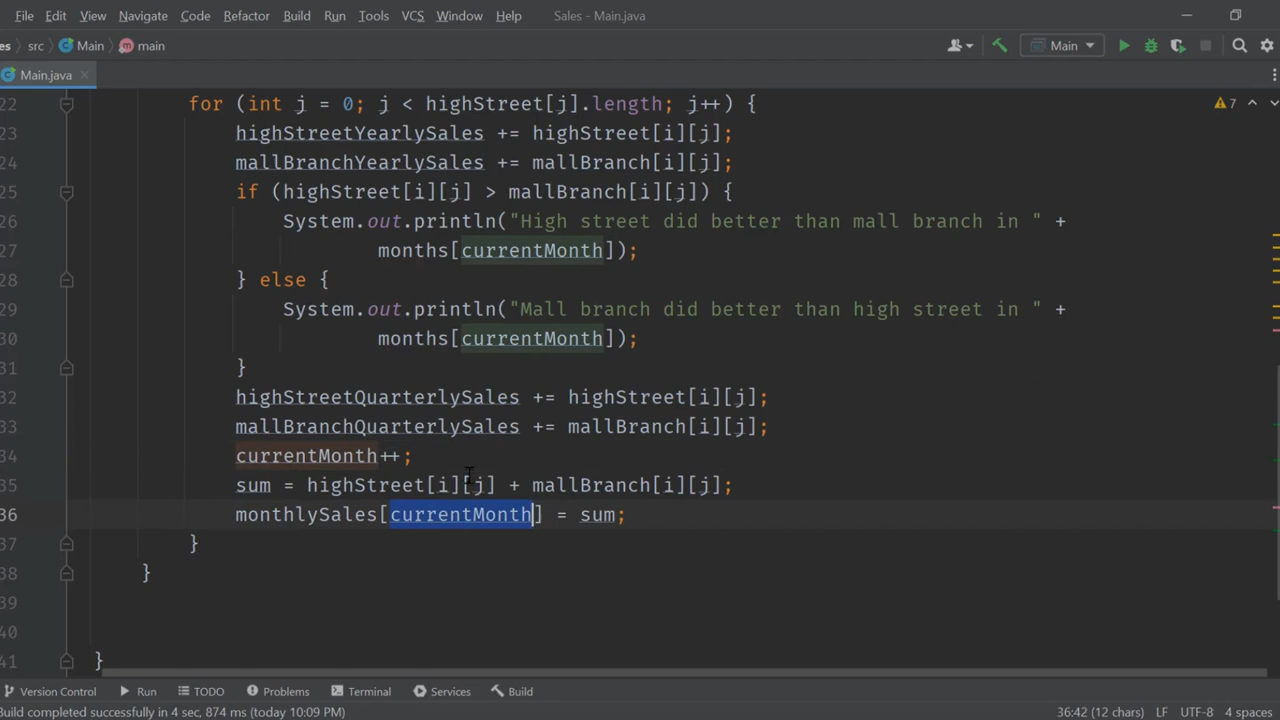 File Edit View Navigate Code Refactor Build Run Tools VCS Window Help Sales - Main.java
es src Main main Main
Main.java
22 for (int j = 0; j < highStreet[j].length; j++) {
23 highStreetYearlySales += highStreet[i][j];
24 mallBranchYearlySales += mallBranch[i][j];
25 if (highStreet[i][j] > mallBranch[i][j]) {
26 System.out.println("High street did better than mall branch in " +
27 months[currentMonth]);
28 } else {
29 System.out.println("Mall branch did better than high street in " +
30 months[currentMonth]);
31 }
32 highStreetQuarterlySales += highStreet[i][j];
33 mallBranchQuarterlySales += mallBranch[i][j];
34 currentMonth++;
35 sum = highStreet[i][j] + mallBranch[i][j];
36 monthlySales[currentMonth] = sum;
37 }
38 }
39
40
41 }
7
Version Control Run TODO Problems Terminal Services Build
Build completed successfully in 4 sec, 874 ms (today 10:09 PM) 36:42 (12 chars) LF UTF-8 4 spaces